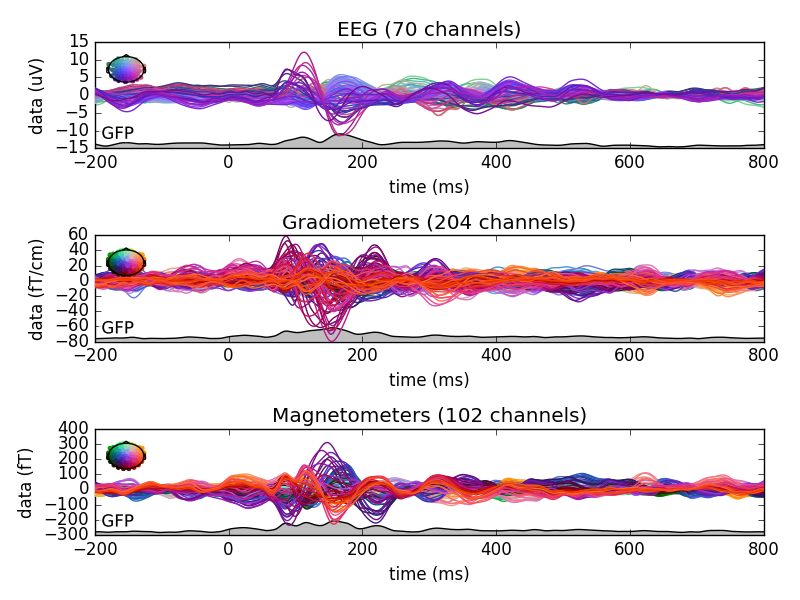 EEG (70 channels)
data (uV)
15
10
5
0
−5
−10
−15
GFP
−200 0 200 400 600 800
time (ms)
Gradiometers (204 channels)
data (fT/cm)
60
40
20
0
−20
−40
−60
−80
GFP
−200 0 200 400 600 800
time (ms)
Magnetometers (102 channels)
data (fT)
400
300
200
100
0
−100
−200
−300
GFP
−200 0 200 400 600 800
time (ms)